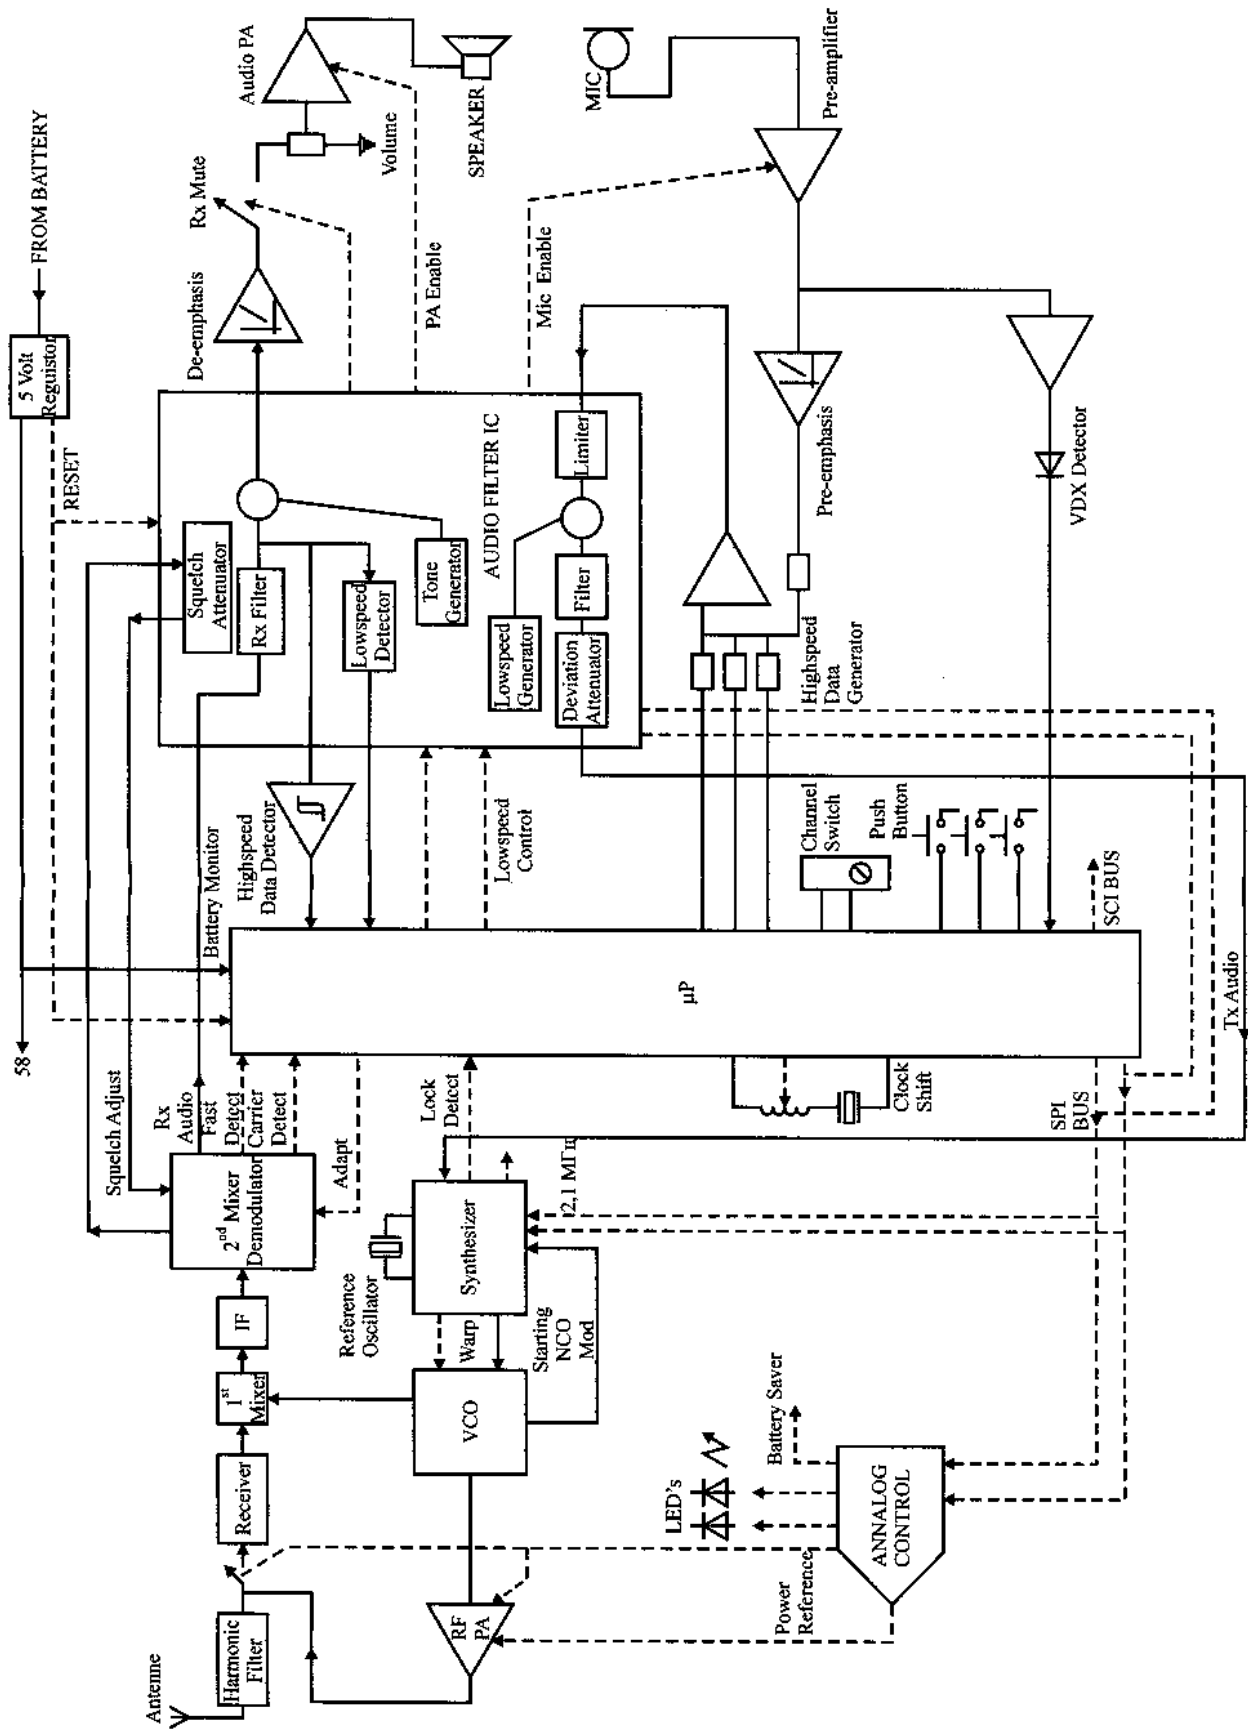 Antenne
Harmonic
Filter
Receiver
1st
Mixer
IF
2nd Mixer
Demodulator
Squetch Adjust
Rx
Audio
Fast
Detect
Carrier
Detect
Adapt
58
Battery Monitor
RESET
5 Volt
Reguistor
FROM BATTERY
Squetch
Attenuator
Rx Filter
Lowspeed
Detector
Tone
Generator
De-emphasis
Rx Mute
Volume
Audio PA
SPEAKER
PA Enable
Highspeed
Data Detector
Lowspeed
Control
AUDIO FILTER IC
Lowspeed
Generator
Deviation
Attenuator
Filter
Limiter
Mic Enable
MIC
Pre-amplifier
Pre-emphasis
VDX Detector
Highspeed
Data
Generator
Channel
Switch
Push
Button
SCI BUS
Tx Audio
µP
Lock
Detect
Clock
Shift
SPI
BUS
2,1 МГц
Reference
Oscillator
Synthesizer
Warp
Starting
NCO
Mod
VCO
RF
PA
LED's
Battery Saver
ANNALOG
CONTROL
Power
Reference